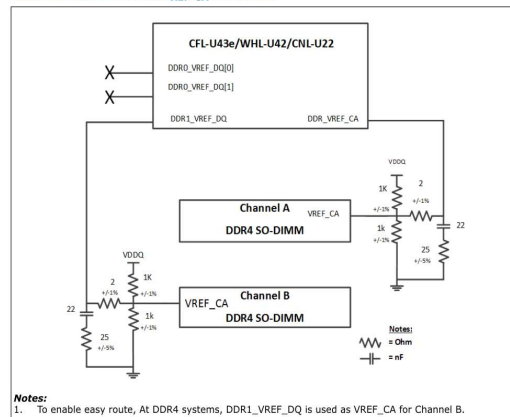 CFL-U43e/WHL-U42/CNL-U22
DDR0_VREF_DQ[0]
DDR0_VREF_DQ[1]
DDR1_VREF_DQ
DDR_VREF_CA
VDDQ
1K
+/-1%
2
+/-1%
1k
+/-1%
22
25
+/-5%
Channel A
VREF_CA
DDR4 SO-DIMM
VDDQ
2
+/-1%
1K
+/-1%
22
1k
+/-1%
25
+/-5%
Channel B
VREF_CA
DDR4 SO-DIMM
Notes:
= Ohm
= nF
Notes:
1. To enable easy route, At DDR4 systems, DDR1_VREF_DQ is used as VREF_CA for Channel B.